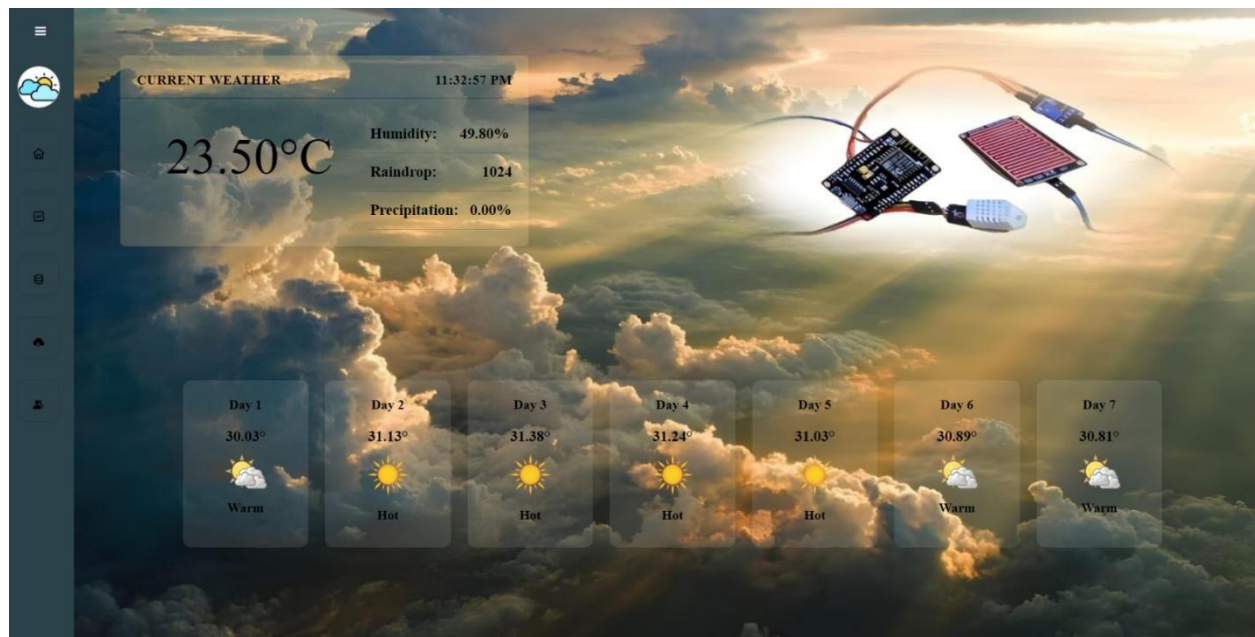 CURRENT WEATHER 11:32:57 PM
23.50°C
Humidity: 49.80%
Raindrop: 1024
Precipitation: 0.00%
Day 1
30.03°
Warm
Day 2
31.13°
Hot
Day 3
31.38°
Hot
Day 4
31.24°
Hot
Day 5
31.03°
Hot
Day 6
30.89°
Warm
Day 7
30.81°
Warm